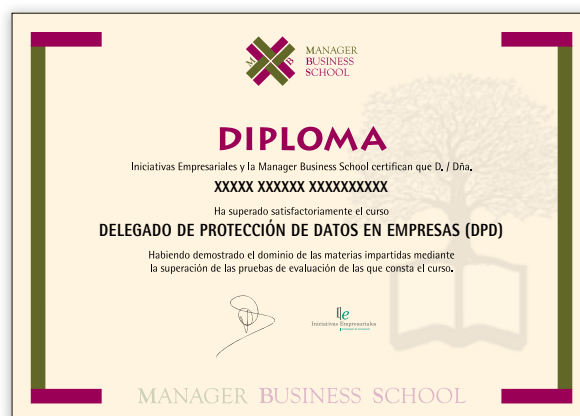 M B
MANAGER
BUSINESS
SCHOOL
DIPLOMA
Iniciativas Empresariales y la Manager Business School certifican que D. / Dña.
XXXXX XXXXXX XXXXXXXXXX
Ha superado satisfactoriamente el curso
DELEGADO DE PROTECCIÓN DE DATOS EN EMPRESAS (DPD)
Habiendo demostrado el dominio de las materias impartidas mediante
la superación de las pruebas de evaluación de las que consta el curso.
Iniciativas Empresariales
MANAGER BUSINESS SCHOOL